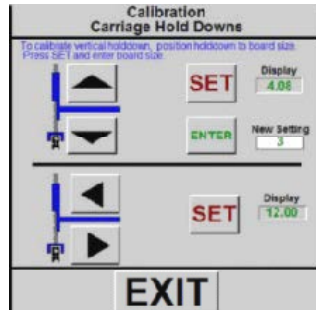 Calibration
Carriage Hold Downs
To calibrate vertical holddown, position holddown to board size.
Press SET and enter board size.
SET
Display
4.08
ENTER
New Setting
3
SET
Display
12.00
EXIT